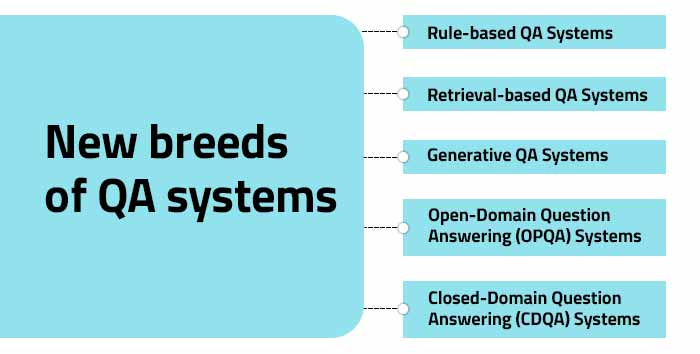 New breeds
of QA systems
Rule-based QA Systems
Retrieval-based QA Systems
Generative QA Systems
Open-Domain Question
Answering (OPQA) Systems
Closed-Domain Question
Answering (CDQA) Systems